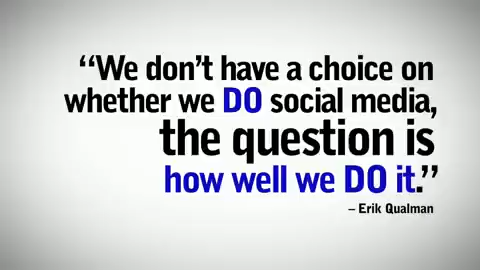 “We don’t have a choice on
whether we DO social media,
the question is
how well we DO it.”
– Erik Qualman